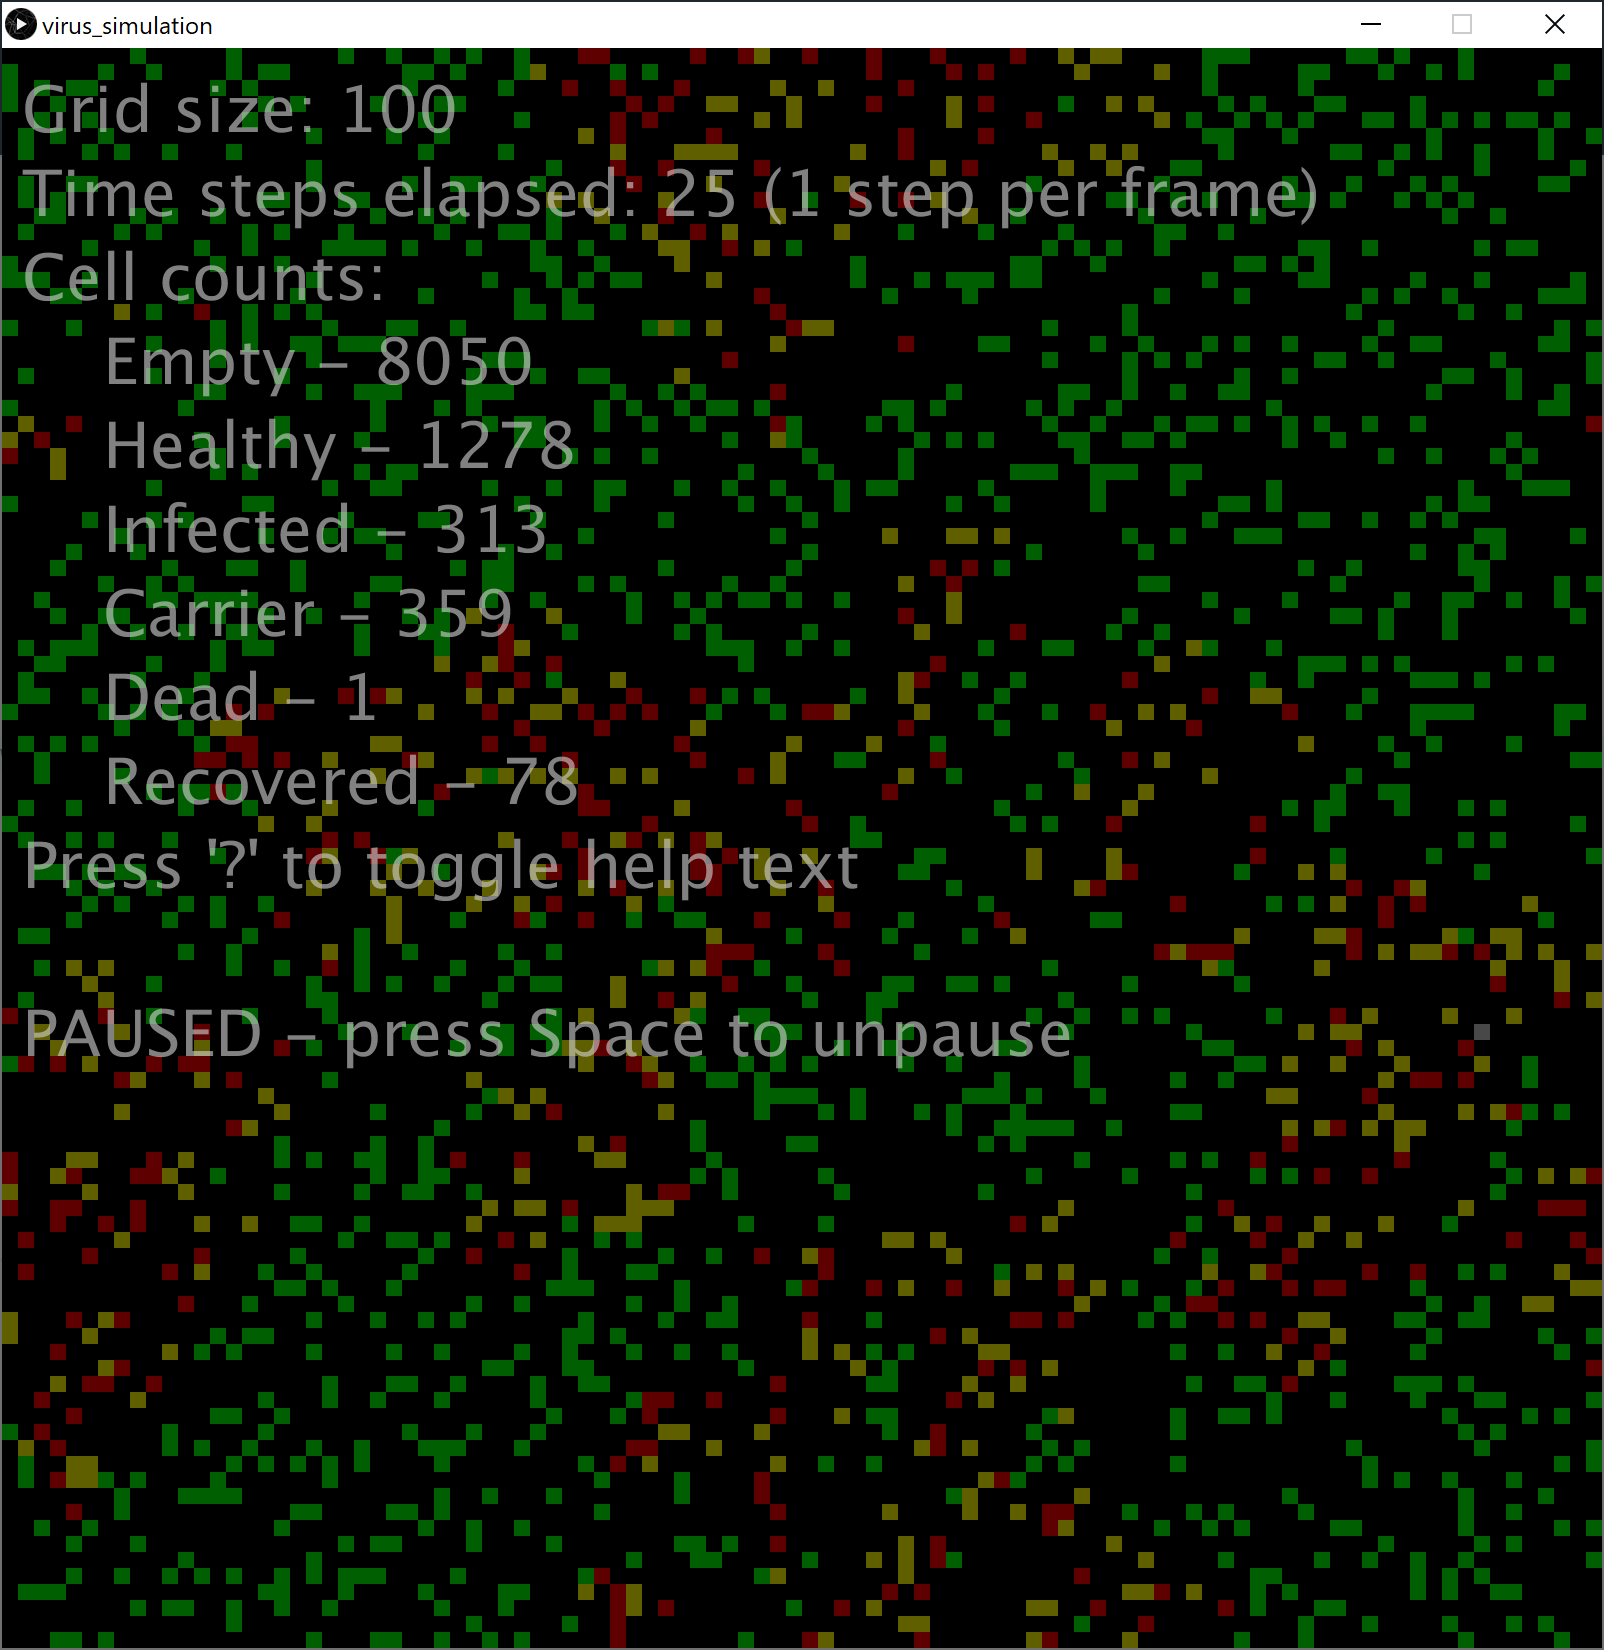 virus_simulation
Grid size: 100
Time steps elapsed: 25 (1 step per frame)
Cell counts:
Empty – 8050
Healthy – 1278
Infected – 313
Carrier – 359
Dead – 1
Recovered – 78
Press '?' to toggle help text
PAUSED – press Space to unpause